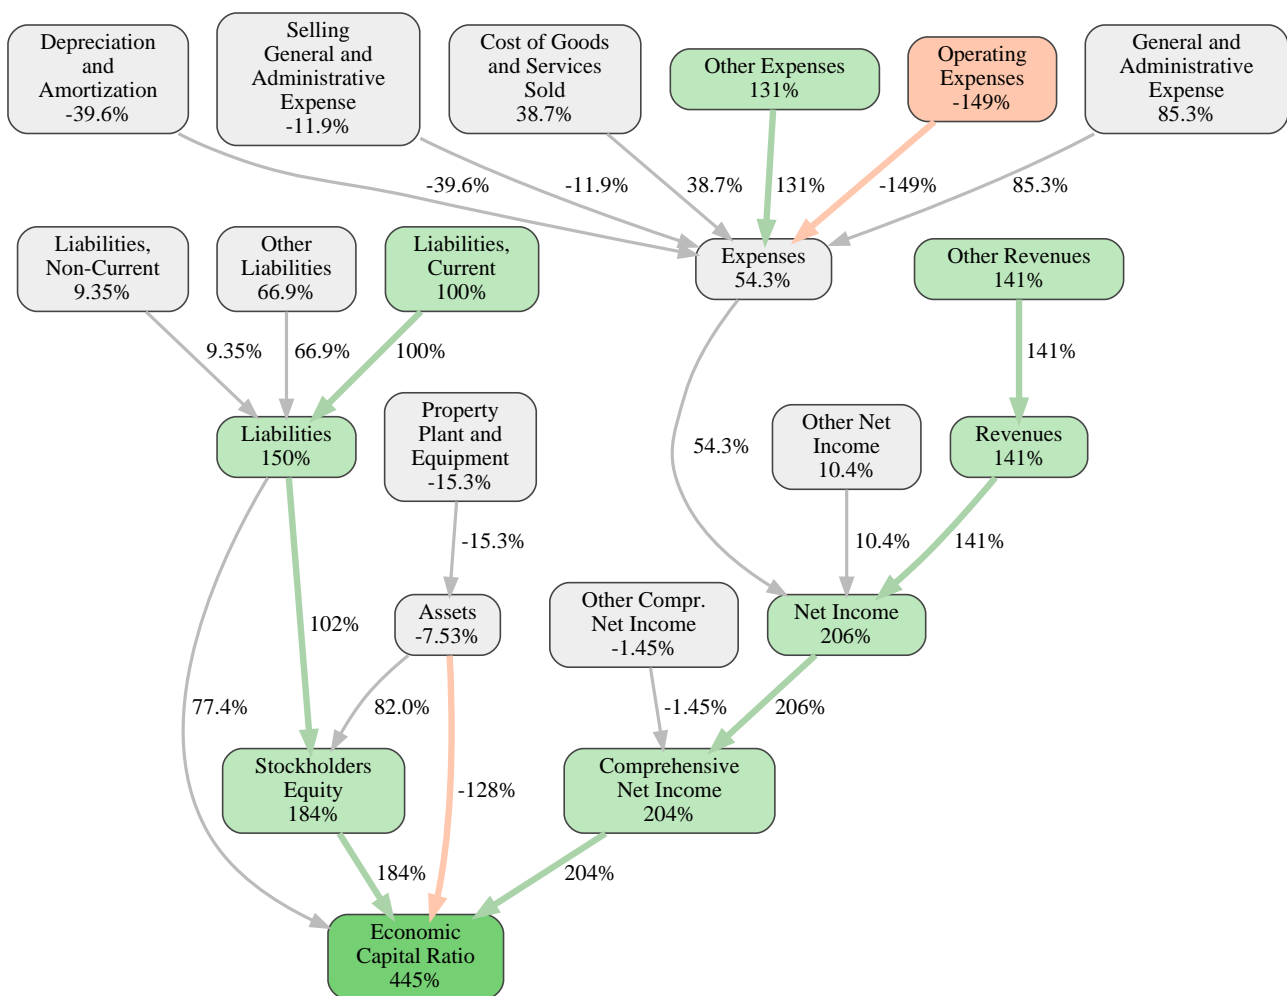 Depreciation
and
Amortization
-39.6%
Selling
General and
Administrative
Expense
-11.9%
Cost of Goods
and Services
Sold
38.7%
Other Expenses
131%
Operating
Expenses
-149%
General and
Administrative
Expense
85.3%
-39.6%
-11.9%
38.7%
131%
-149%
85.3%
Liabilities,
Non-Current
9.35%
Other
Liabilities
66.9%
Liabilities,
Current
100%
Expenses
54.3%
Other Revenues
141%
9.35%
66.9%
100%
141%
Liabilities
150%
Property
Plant and
Equipment
-15.3%
54.3%
Other Net
Income
10.4%
Revenues
141%
-15.3%
10.4%
141%
102%
Assets
-7.53%
Other Compr.
Net Income
-1.45%
Net Income
206%
77.4%
82.0%
-1.45%
206%
Stockholders
Equity
184%
-128%
Comprehensive
Net Income
204%
184%
204%
Economic
Capital Ratio
445%